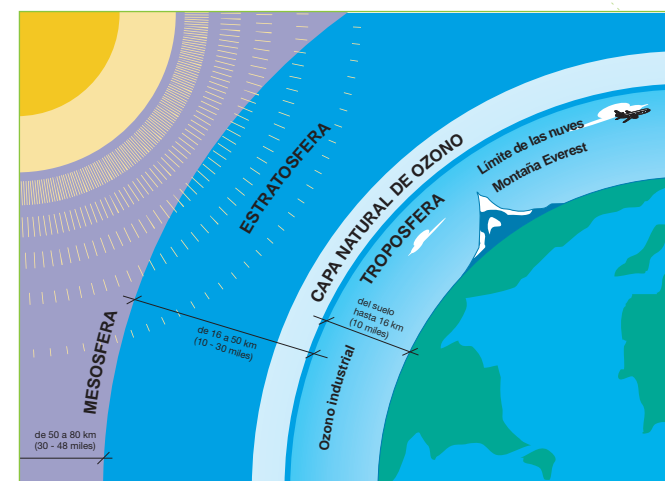 ESTRATOSFERA
CAPA NATURAL DE OZONO
TROPOSFERA
Límite de las nuves
Montaña Everest
del suelo
hasta 16 km
(10 miles)
de 16 a 50 km
(10 - 30 miles)
MESOSFERA
Ozono industrial
de 50 a 80 km
(30 - 48 miles)